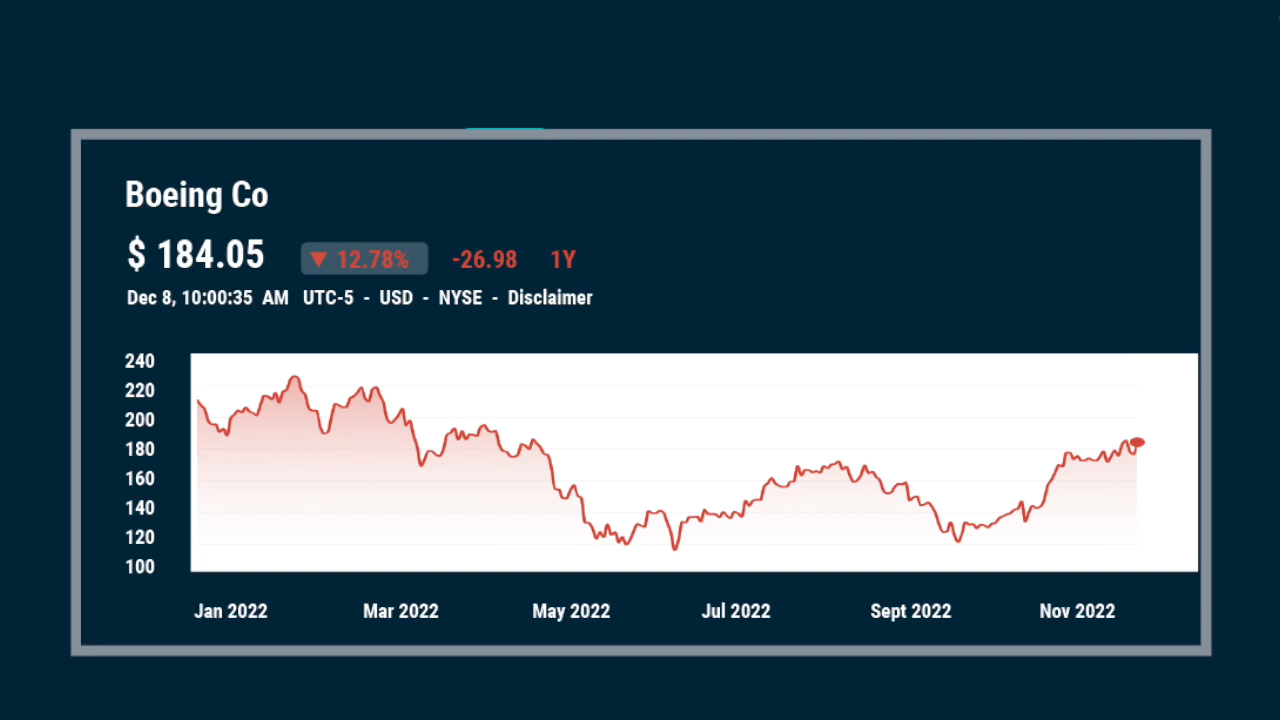 Boeing Co
$ 184.05 ▼ 12.78% -26.98 1Y
Dec 8, 10:00:35 AM UTC-5 - USD - NYSE - Disclaimer
240
220
200
180
160
140
120
100
Jan 2022 Mar 2022 May 2022 Jul 2022 Sept 2022 Nov 2022